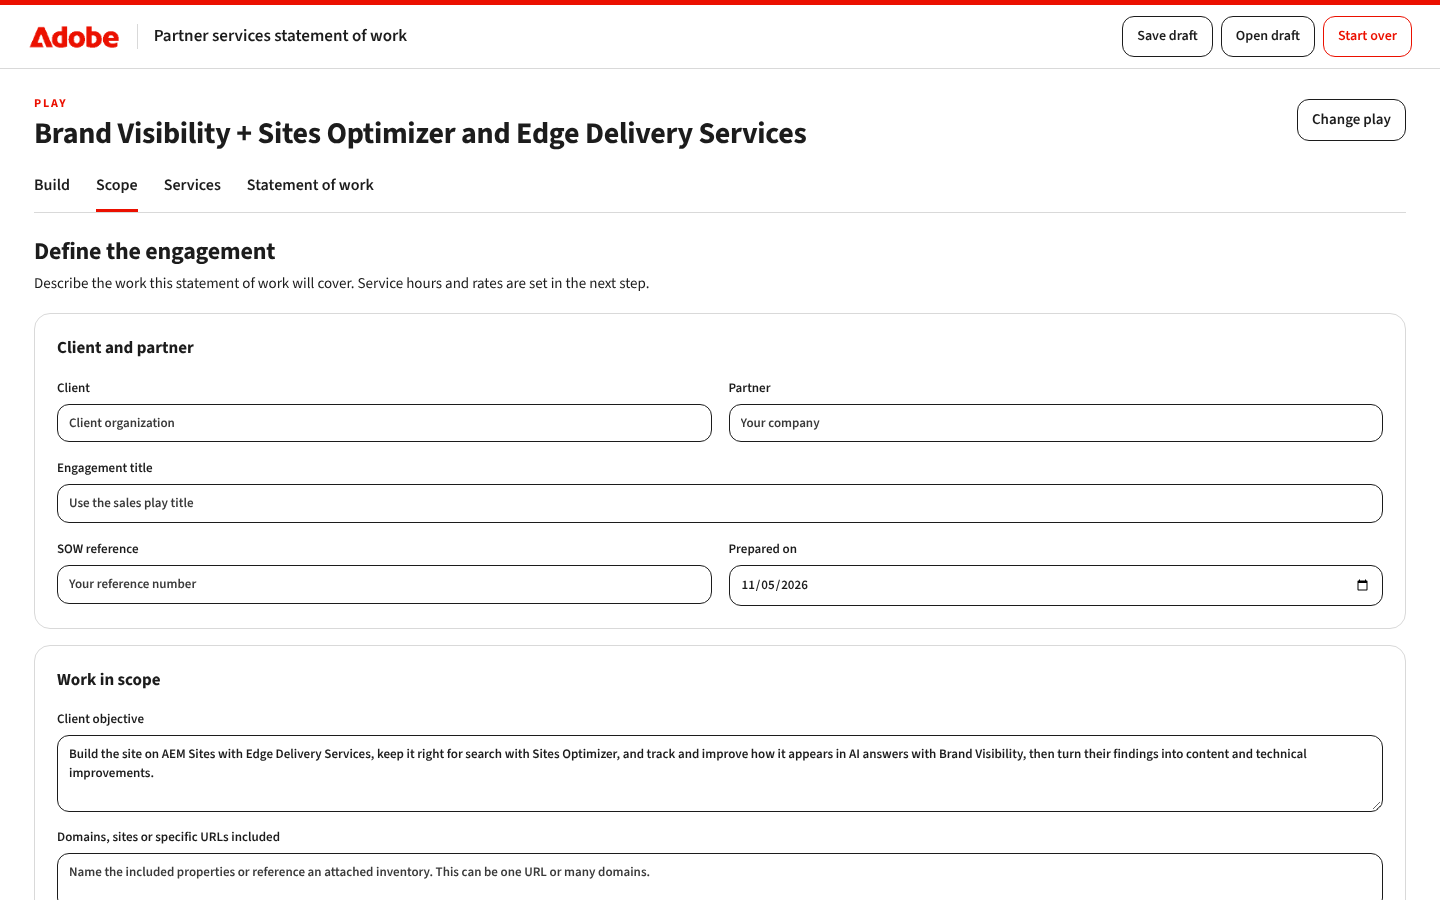 Adobe
Partner services statement of work
Save draft
Open draft
Start over
PLAY
Brand Visibility + Sites Optimizer and Edge Delivery Services
Change play
Build
Scope
Services
Statement of work
Define the engagement
Describe the work this statement of work will cover. Service hours and rates are set in the next step.
Client and partner
Client
Partner
Client organization
Your company
Engagement title
Use the sales play title
SOW reference
Prepared on
Your reference number
11/05/2026
Work in scope
Client objective
Build the site on AEM Sites with Edge Delivery Services, keep it right for search with Sites Optimizer, and track and improve how it appears in AI answers with Brand Visibility, then turn their findings into content and technical
improvements.
Domains, sites or specific URLs included
Name the included properties or reference an attached inventory. This can be one URL or many domains.